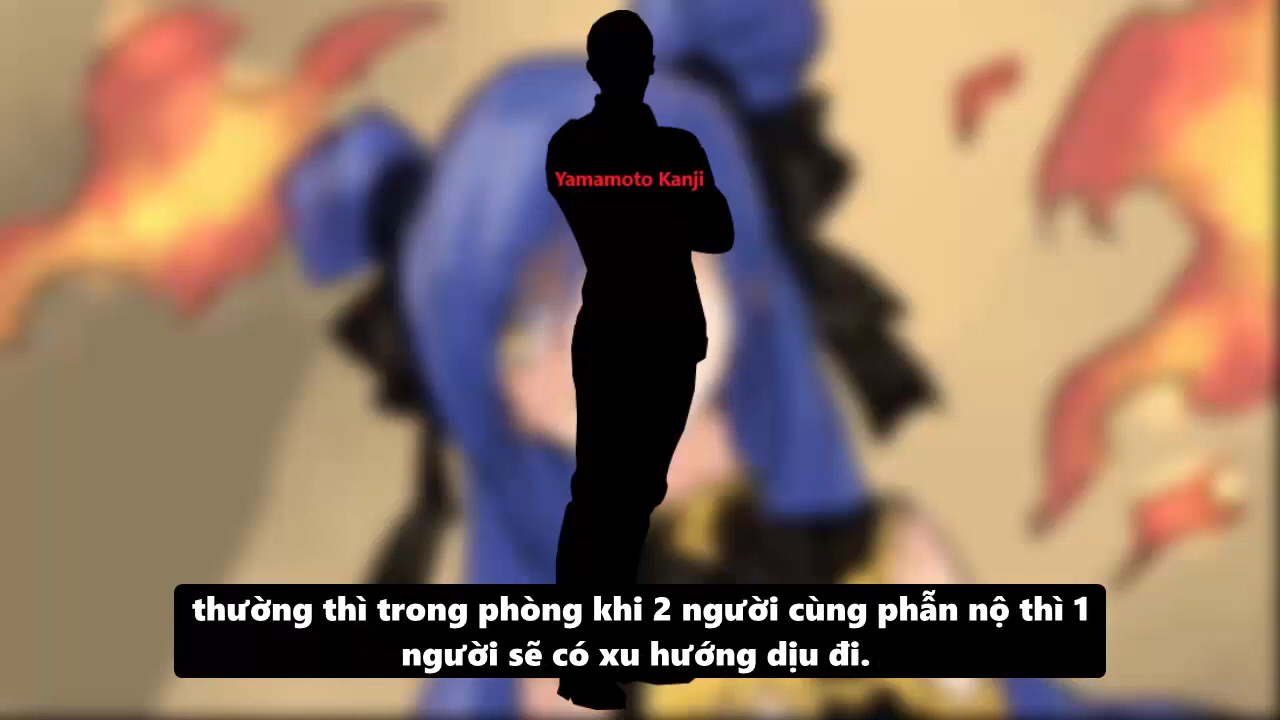 Yamamoto Kanji
thường thì trong phòng khi 2 người cùng phẫn nộ thì 1
người sẽ có xu hướng dịu đi.